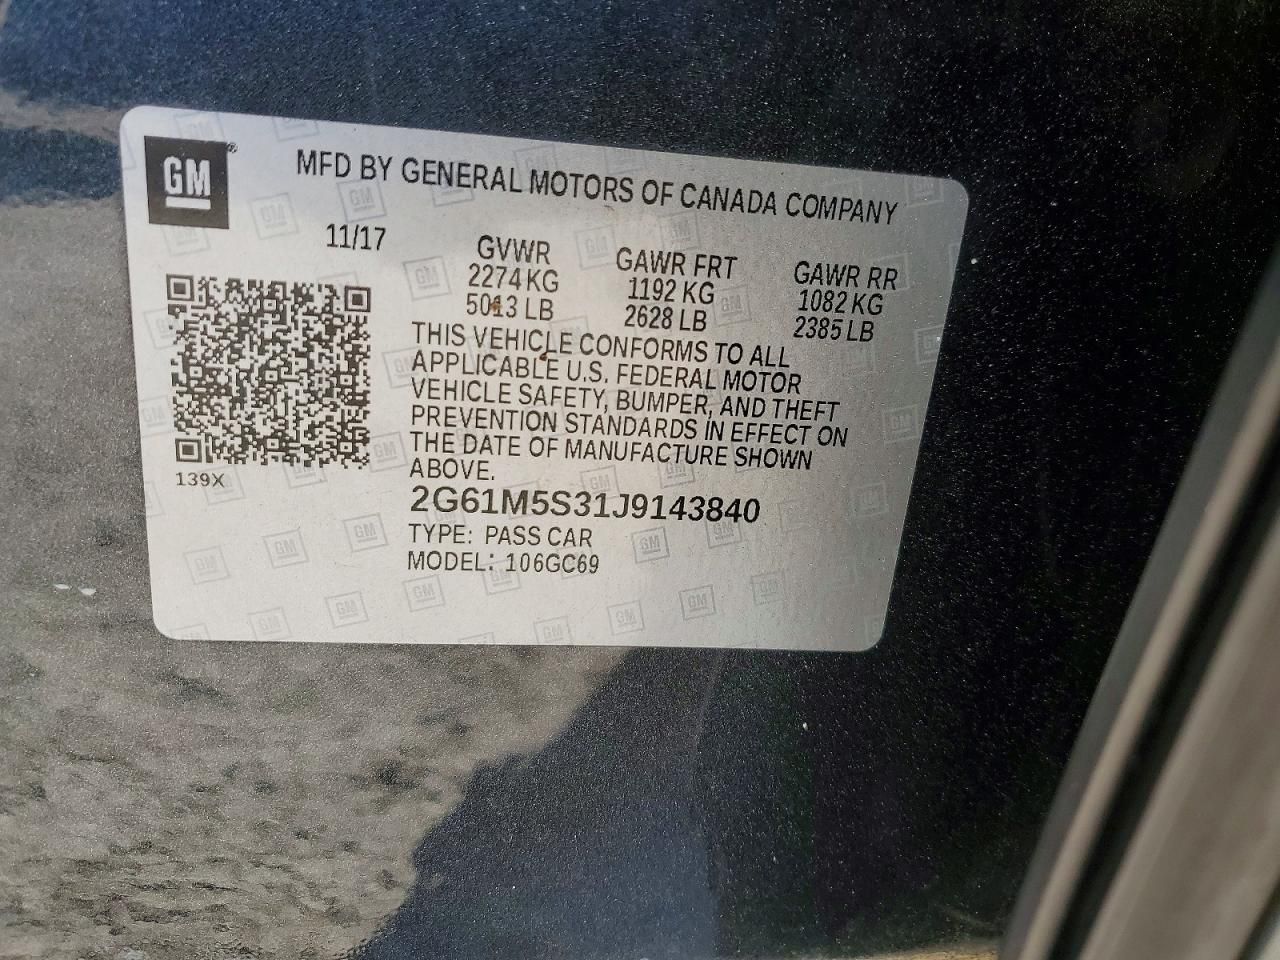 GM®
MFD BY GENERAL MOTORS OF CANADA COMPANY
11/17
GVWR
2274 KG
5013 LB
GAWR FRT
1192 KG
2628 LB
GAWR RR
1082 KG
2385 LB
THIS VEHICLE CONFORMS TO ALL
APPLICABLE U.S. FEDERAL MOTOR
VEHICLE SAFETY, BUMPER, AND THEFT
PREVENTION STANDARDS IN EFFECT ON
THE DATE OF MANUFACTURE SHOWN
ABOVE.
139X
2G61M5S31J9143840
TYPE: PASS CAR
MODEL: 106GC69